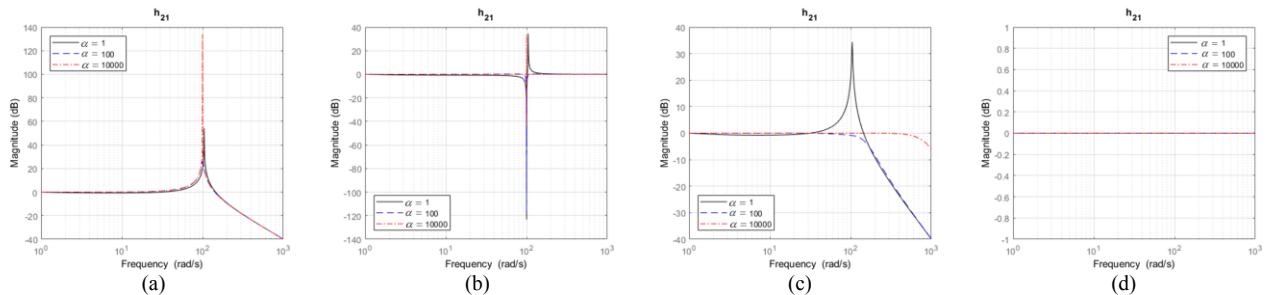 h21
140
120
100
80
60
40
20
0
-20
-40
Magnitude (dB)
α = 1
α = 100
α = 10000
10^0 10^1 10^2 10^3
Frequency (rad/s)
(a)
h21
40
20
0
-20
-40
-60
-80
-100
-120
-140
Magnitude (dB)
α = 1
α = 100
α = 10000
10^0 10^1 10^2 10^3
Frequency (rad/s)
(b)
h21
40
30
20
10
0
-10
-20
-30
-40
Magnitude (dB)
α = 1
α = 100
α = 10000
10^0 10^1 10^2 10^3
Frequency (rad/s)
(c)
h21
1
0.8
0.6
0.4
0.2
0
-0.2
-0.4
-0.6
-0.8
-1
Magnitude (dB)
α = 1
α = 100
α = 10000
10^0 10^1 10^2 10^3
Frequency (rad/s)
(d)